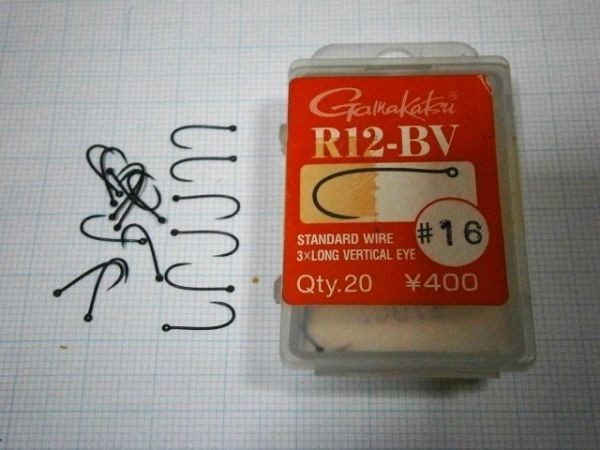 Gamakatsu®
R12-BV
#16
STANDARD WIRE
3×LONG VERTICAL EYE
Qty.20 ¥400